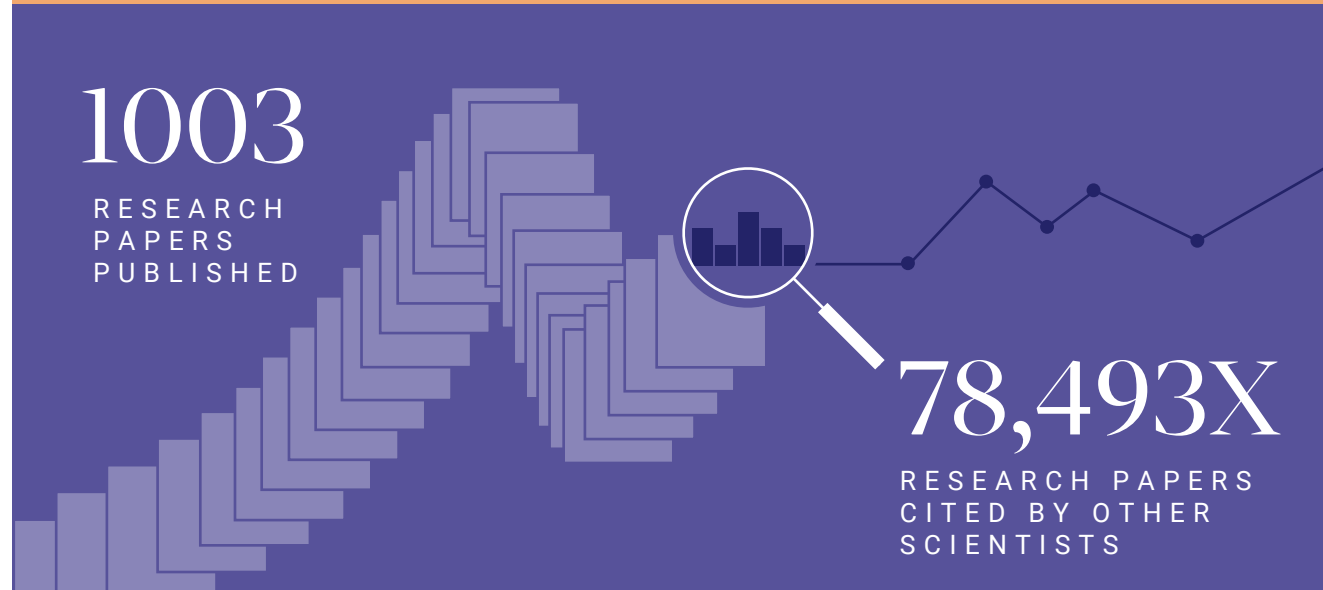 1003
RESEARCH
PAPERS
PUBLISHED
78,493X
RESEARCH PAPERS
CITED BY OTHER
SCIENTISTS